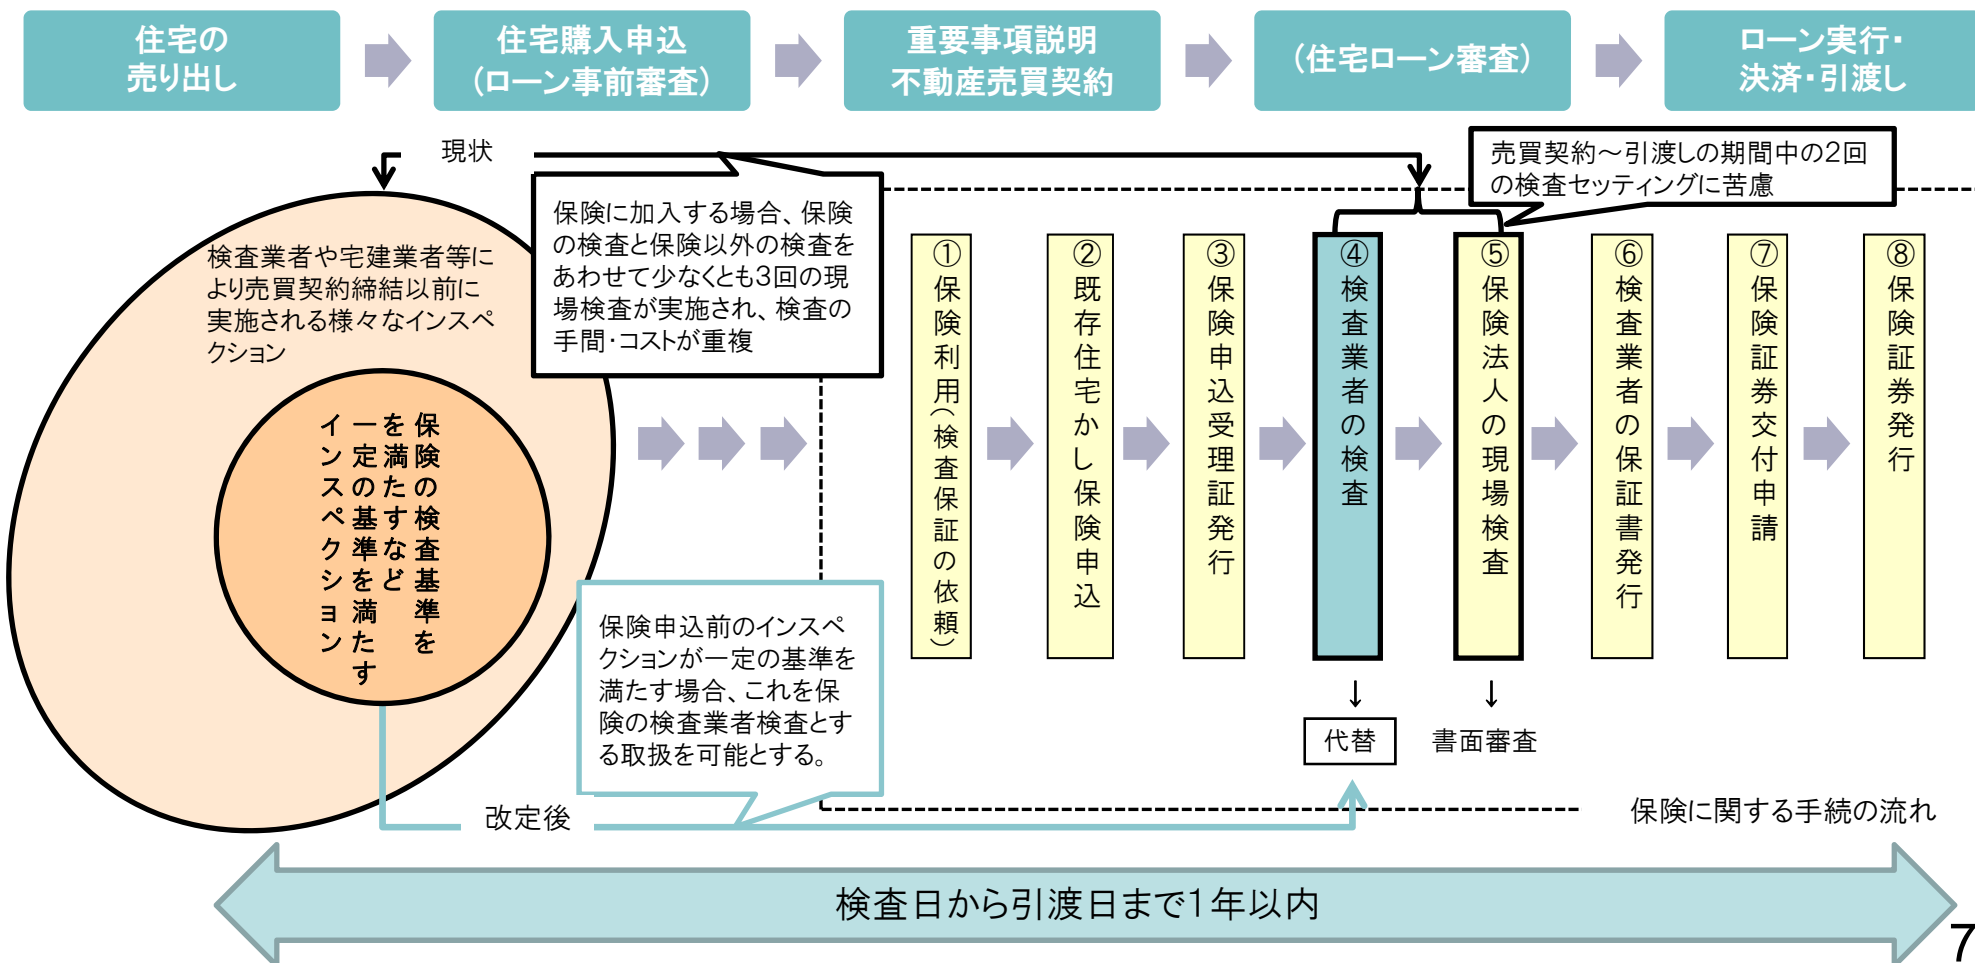 住宅の
売り出し
住宅購入申込
(ローン事前審査)
重要事項説明
不動産売買契約
(住宅ローン審査)
ローン実行・
決済・引渡し
現状
売買契約～引渡しの期間中の2回
の検査セッティングに苦慮
保険に加入する場合、保険
の検査と保険以外の検査を
あわせて少なくとも3回の現
場検査が実施され、検査の
手間・コストが重複
検査業者や宅建業者等に
より売買契約締結以前に
実施される様々なインスペ
クション
保険の検査基準を
を満たすなど
一定の基準を満たす
インスペクション
①保険利用(検査保証の依頼)
②既存住宅かし保険申込
③保険申込受理証発行
④検査業者の検査
⑤保険法人の現場検査
⑥検査業者の保証書発行
⑦保険証券交付申請
⑧保険証券発行
保険申込前のインスペ
クションが一定の基準を
満たす場合、これを保
険の検査業者検査とす
る取扱を可能とする。
↓
↓
代替
書面審査
改定後
保険に関する手続の流れ
検査日から引渡日まで1年以内
7